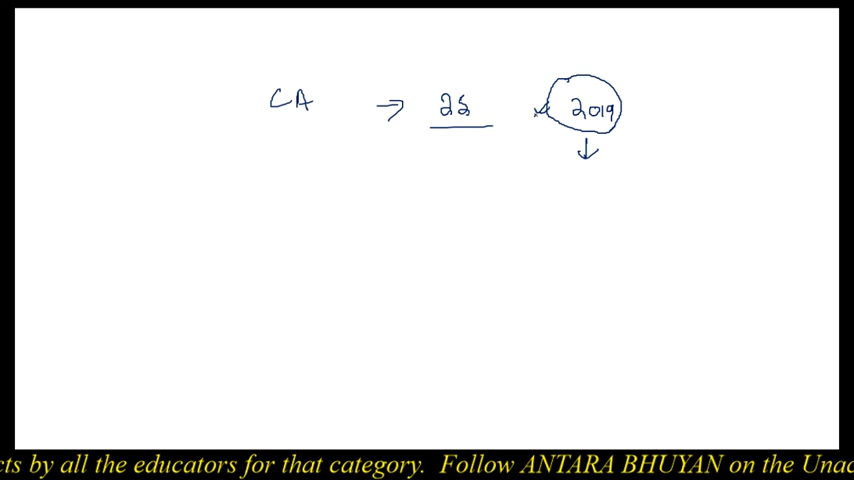 CA → 22 2019
cts by all the educators for that category. Follow ANTARA BHUYAN on the Unac